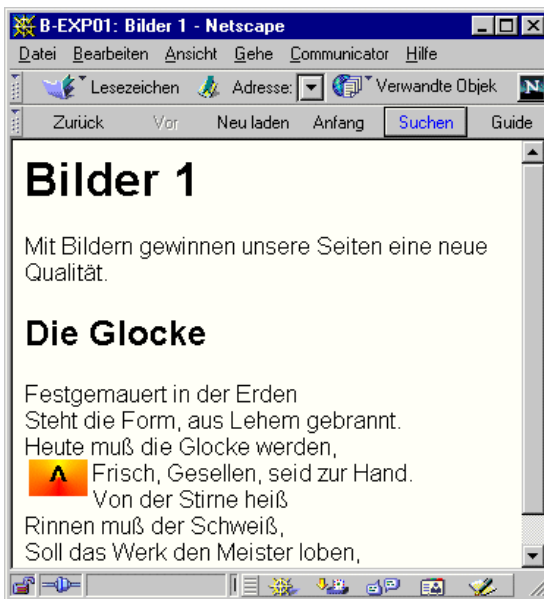 B-EXP01: Bilder 1 - Netscape
Datei Bearbeiten Ansicht Gehe Communicator Hilfe
Lesezeichen Adresse: Verwandte Objek N
Zurück Vor Neu laden Anfang Suchen Guide
Bilder 1
Mit Bildern gewinnen unsere Seiten eine neue
Qualität.
Die Glocke
Festgemauert in der Erden
Steht die Form, aus Lehem gebrannt.
Heute muß die Glocke werden,
Λ Frisch, Gesellen, seid zur Hand.
Von der Stirne heiß
Rinnen muß der Schweiß,
Soll das Werk den Meister loben,